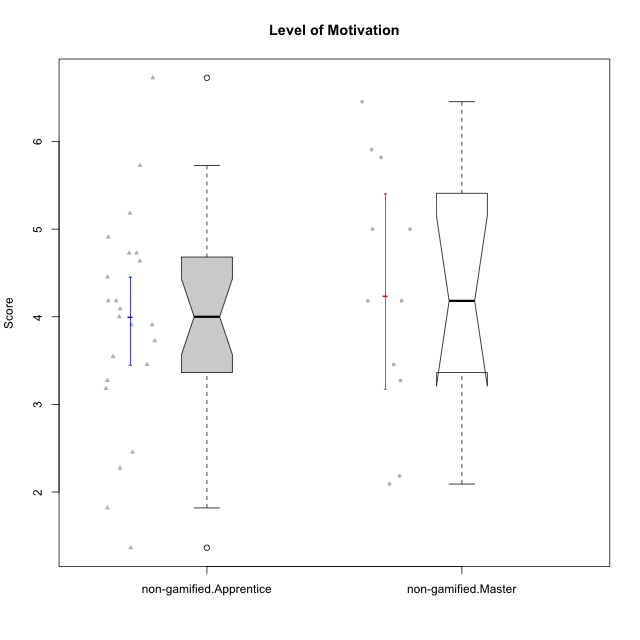 Level of Motivation
Score
6
5
4
3
2
non-gamified.Apprentice
non-gamified.Master